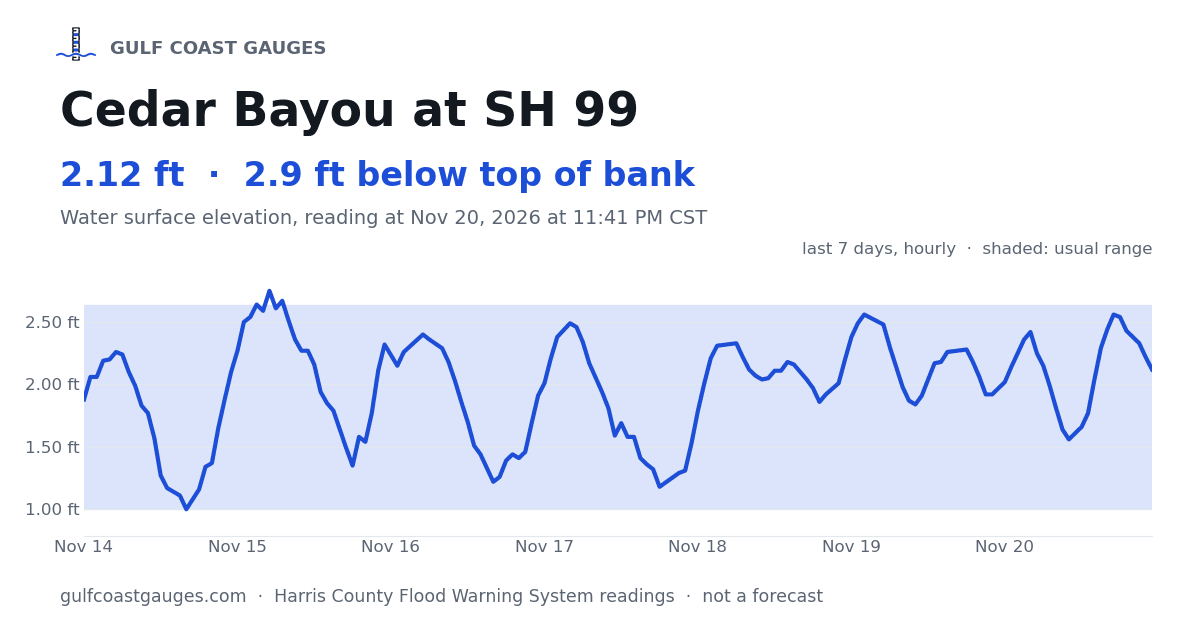 GULF COAST GAUGES
Cedar Bayou at SH 99
2.12 ft · 2.9 ft below top of bank
Water surface elevation, reading at Nov 20, 2026 at 11:41 PM CST
last 7 days, hourly · shaded: usual range
2.50 ft
2.00 ft
1.50 ft
1.00 ft
Nov 14 Nov 15 Nov 16 Nov 17 Nov 18 Nov 19 Nov 20
gulfcoastgauges.com · Harris County Flood Warning System readings · not a forecast